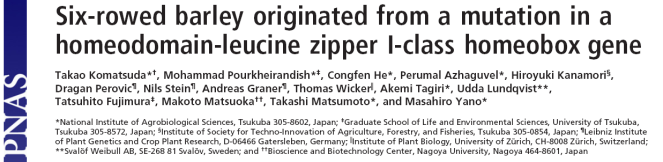 PNAS
Six-rowed barley originated from a mutation in a
homeodomain-leucine zipper I-class homeobox gene
Takao Komatsuda*†, Mohammad Pourkheirandish*‡, Congfen He*, Perumal Azhaguvel*, Hiroyuki Kanamori§,
Dragan Perovic¶, Nils Stein¶, Andreas Graner¶, Thomas Wicker‖, Akemi Tagiri*, Udda Lundqvist**,
Tatsuhito Fujimura‡, Makoto Matsuoka††, Takashi Matsumoto*, and Masahiro Yano*
*National Institute of Agrobiological Sciences, Tsukuba 305-8602, Japan; ‡Graduate School of Life and Environmental Sciences, University of Tsukuba,
Tsukuba 305-8572, Japan; §Institute of Society for Techno-Innovation of Agriculture, Forestry, and Fisheries, Tsukuba 305-0854, Japan; ¶Leibniz Institute
of Plant Genetics and Crop Plant Research, D-06466 Gatersleben, Germany; ‖Institute of Plant Biology, University of Zürich, CH-8008 Zürich, Switzerland;
**Svalöf Weibull AB, SE-268 81 Svalöv, Sweden; and ††Bioscience and Biotechnology Center, Nagoya University, Nagoya 464-8601, Japan